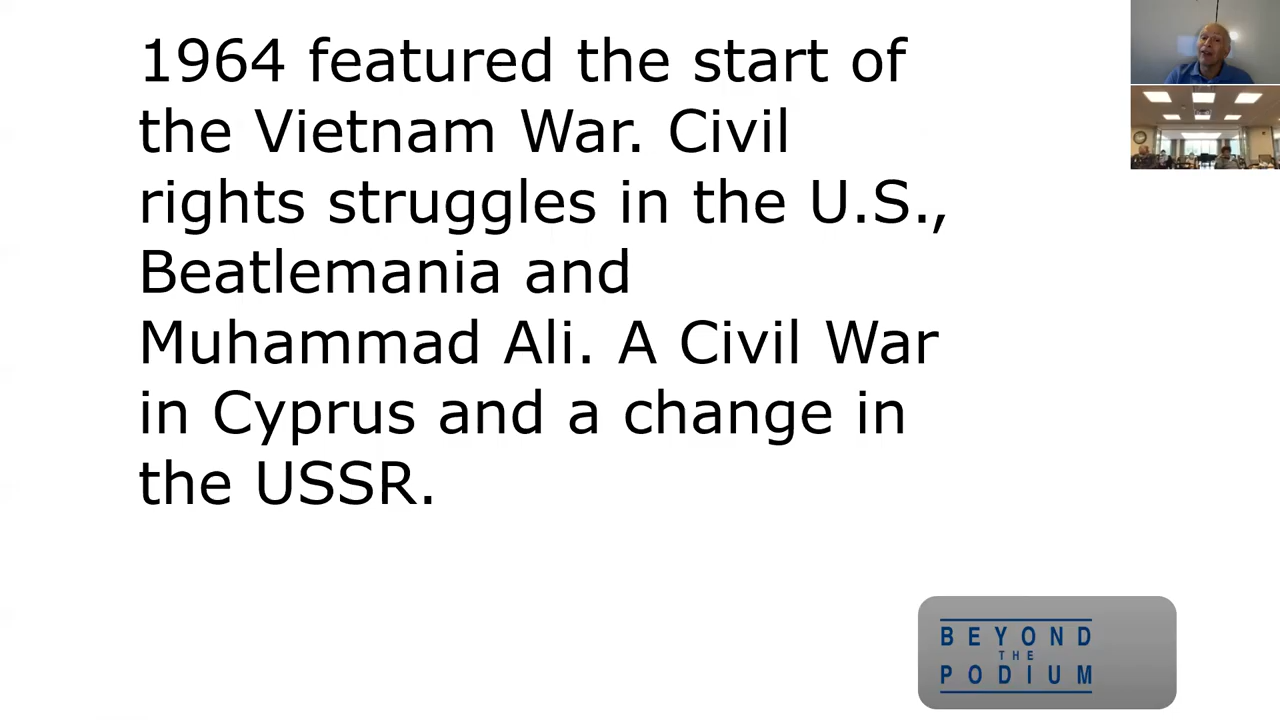 1964 featured the start of
the Vietnam War. Civil
rights struggles in the U.S.,
Beatlemania and
Muhammad Ali. A Civil War
in Cyprus and a change in
the USSR.
BEYOND
THE
PODIUM